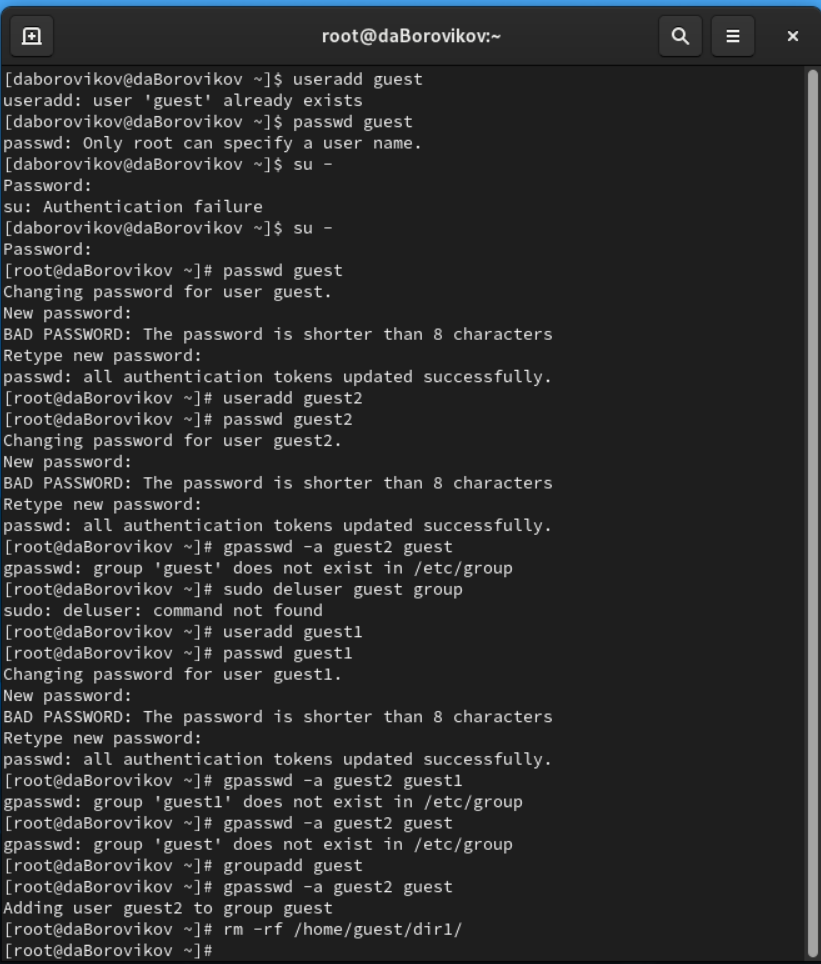 root@daBorovikov:~
[daborovikov@daBorovikov ~]$ useradd guest
useradd: user 'guest' already exists
[daborovikov@daBorovikov ~]$ passwd guest
passwd: Only root can specify a user name.
[daborovikov@daBorovikov ~]$ su -
Password:
su: Authentication failure
[daborovikov@daBorovikov ~]$ su -
Password:
[root@daBorovikov ~]# passwd guest
Changing password for user guest.
New password:
BAD PASSWORD: The password is shorter than 8 characters
Retype new password:
passwd: all authentication tokens updated successfully.
[root@daBorovikov ~]# useradd guest2
[root@daBorovikov ~]# passwd guest2
Changing password for user guest2.
New password:
BAD PASSWORD: The password is shorter than 8 characters
Retype new password:
passwd: all authentication tokens updated successfully.
[root@daBorovikov ~]# gpasswd -a guest2 guest
gpasswd: group 'guest' does not exist in /etc/group
[root@daBorovikov ~]# sudo deluser guest group
sudo: deluser: command not found
[root@daBorovikov ~]# useradd guest1
[root@daBorovikov ~]# passwd guest1
Changing password for user guest1.
New password:
BAD PASSWORD: The password is shorter than 8 characters
Retype new password:
passwd: all authentication tokens updated successfully.
[root@daBorovikov ~]# gpasswd -a guest2 guest1
gpasswd: group 'guest1' does not exist in /etc/group
[root@daBorovikov ~]# gpasswd -a guest2 guest
gpasswd: group 'guest' does not exist in /etc/group
[root@daBorovikov ~]# groupadd guest
[root@daBorovikov ~]# gpasswd -a guest2 guest
Adding user guest2 to group guest
[root@daBorovikov ~]# rm -rf /home/guest/dir1/
[root@daBorovikov ~]#